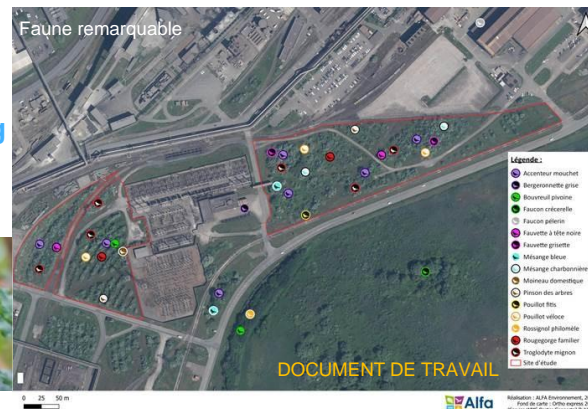 Faune remarquable
Légende :
Accenteur mouchet
Bergeronnette grise
Bouvreuil pivoine
Faucon crécerelle
Faucon pèlerin
Fauvette à tête noire
Fauvette grisette
Mésange bleue
Mésange charbonnière
Moineau domestique
Pinson des arbres
Pouillot fitis
Pouillot véloce
Rossignol philomèle
Rougegorge familier
Troglodyte mignon
Site d'étude
DOCUMENT DE TRAVAIL
0 25 50 m
Alfa
Réalisation : ALFA Environnement, 2
Fond de carte : Ortho express 2